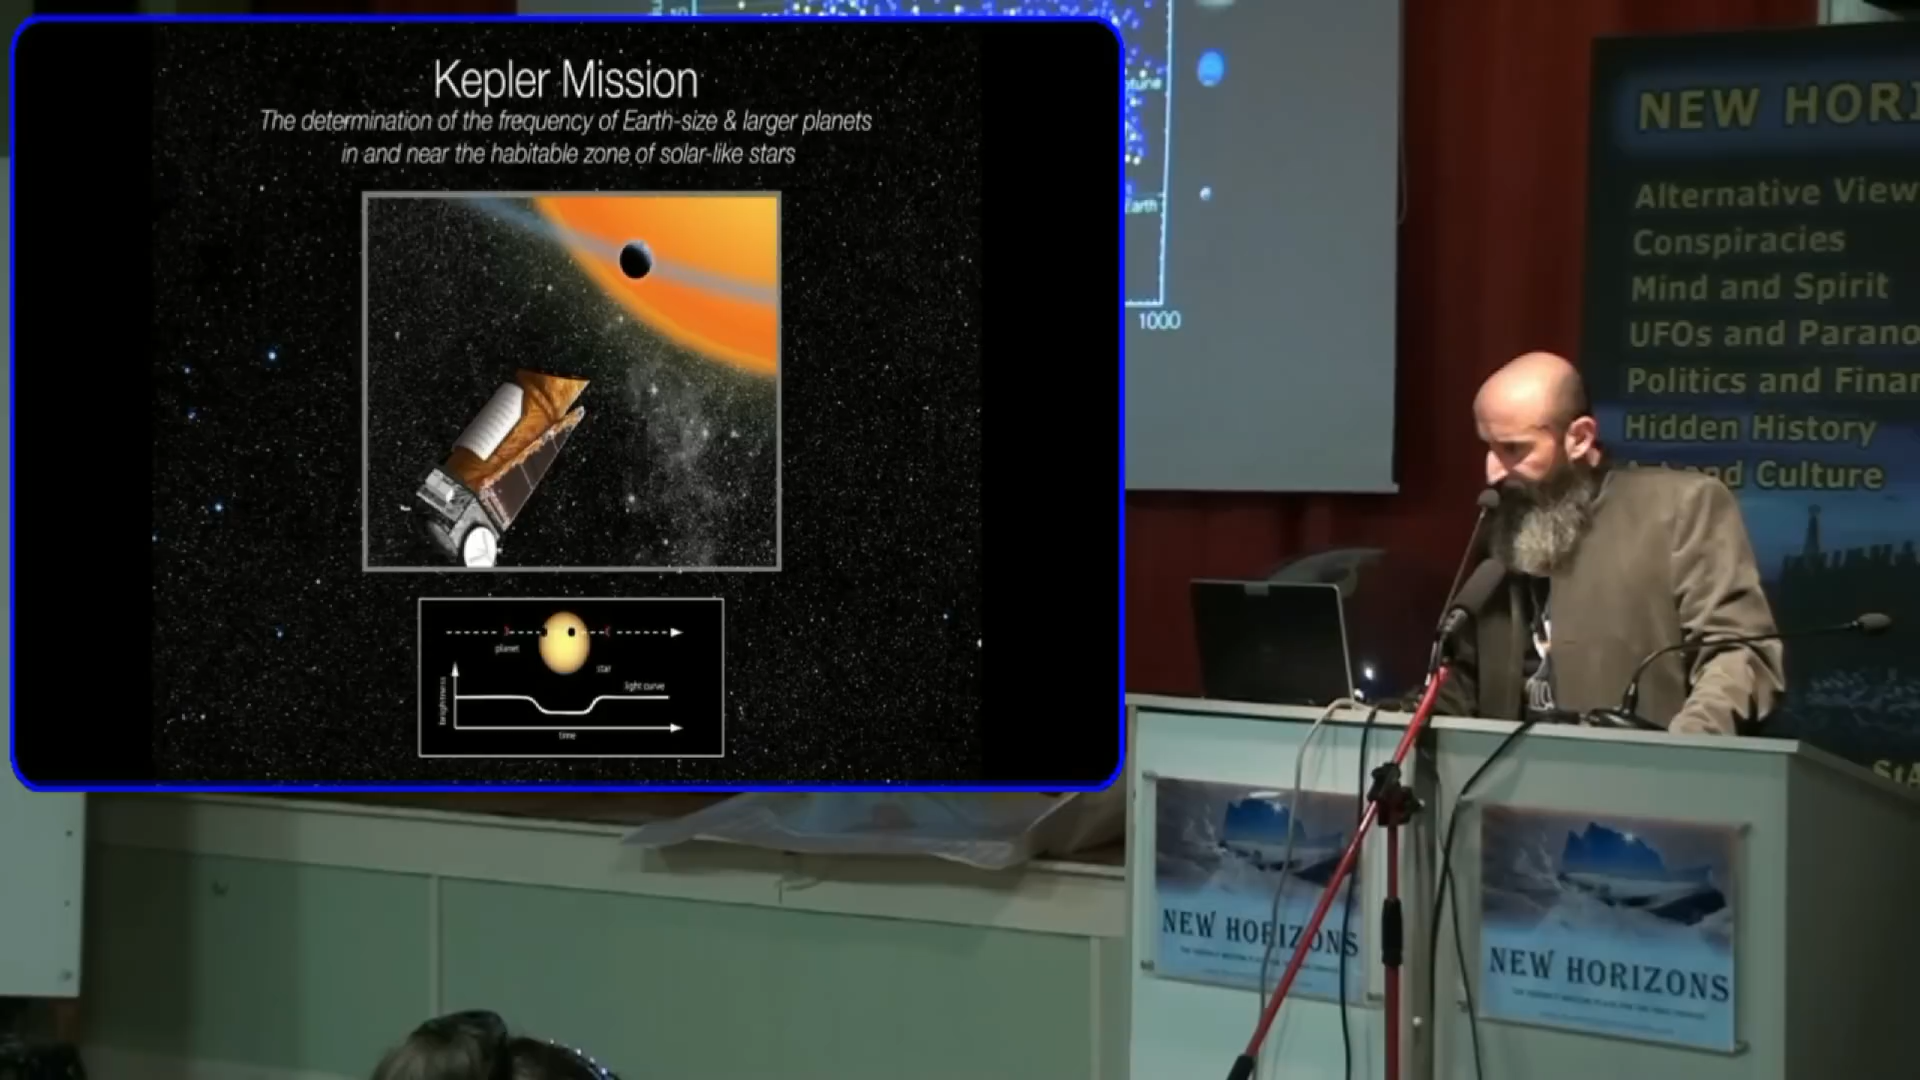 Kepler Mission
The determination of the frequency of Earth-size & larger planets
in and near the habitable zone of solar-like stars
planet
star
light curve
brightness
time
10
Earth
1000
NEW HORI
Alternative View
Conspiracies
Mind and Spirit
UFOs and Parano
Politics and Finan
Hidden History
and Culture
NEW HORIZONS
NEW HORIZONS